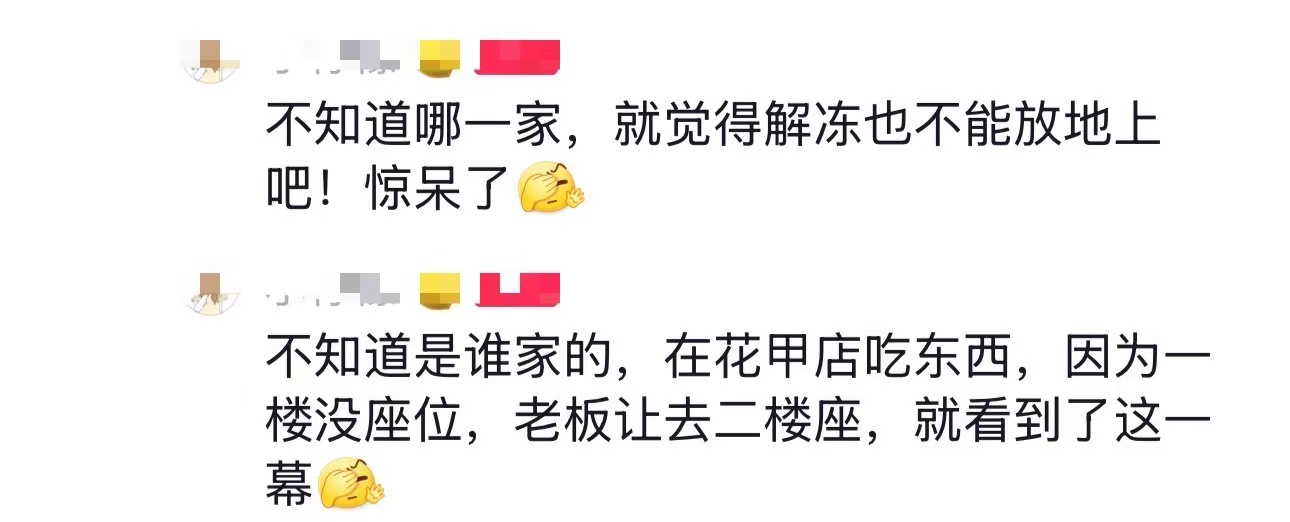 不知道哪一家，就觉得解冻也不能放地上
吧！惊呆了
不知道是谁家的，在花甲店吃东西，因为一
楼没座位，老板让去二楼座，就看到了这一
幕